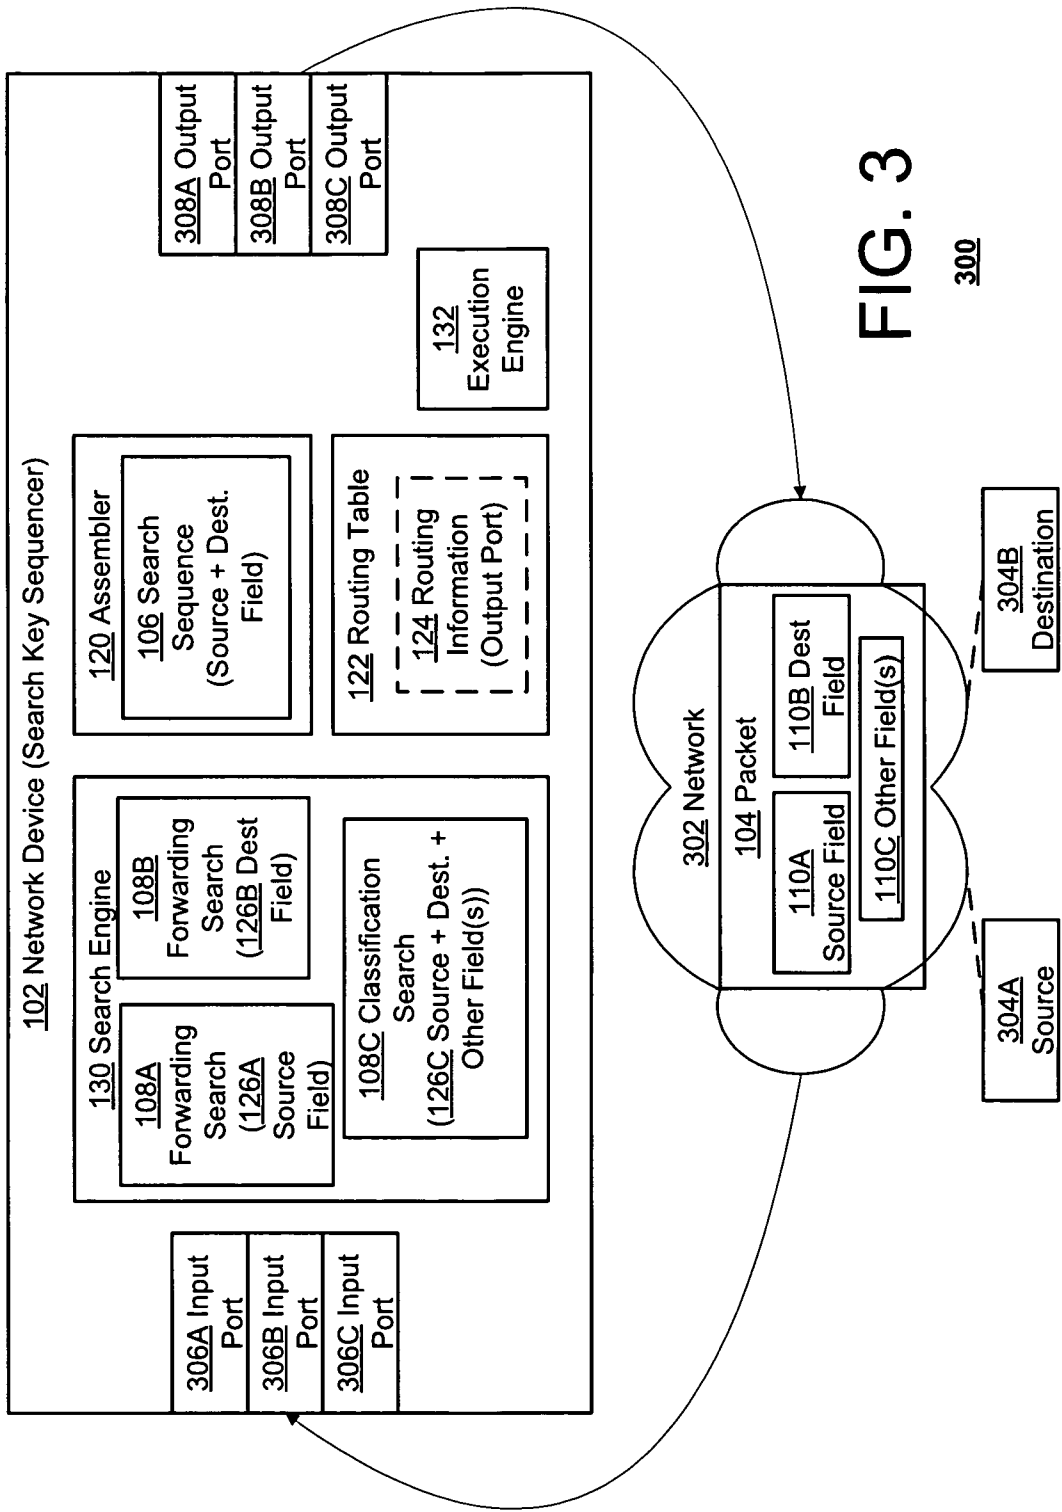 102 Network Device (Search Key Sequencer)
306A Input
Port
306B Input
Port
306C Input
Port
130 Search Engine
108A
Forwarding
Search
(126A
Source
Field)
108B
Forwarding
Search
(126B Dest
Field)
108C Classification
Search
(126C Source + Dest. +
Other Field(s))
120 Assembler
106 Search
Sequence
(Source + Dest.
Field)
122 Routing Table
124 Routing
Information
(Output Port)
132
Execution
Engine
308A Output
Port
308B Output
Port
308C Output
Port
302 Network
104 Packet
110A
Source Field
110B Dest
Field
110C Other Field(s)
304A
Source
304B
Destination
FIG. 3
300